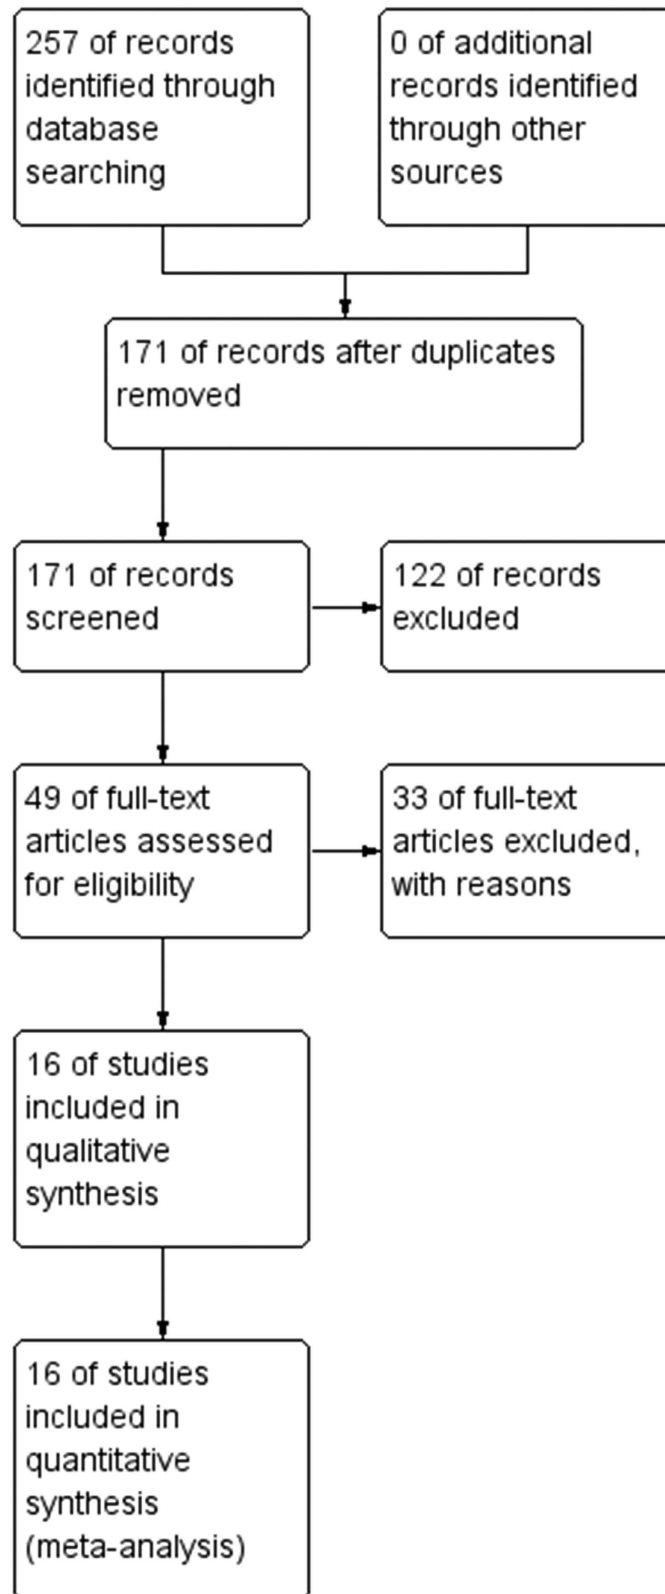 257 of records
identified through
database
searching
0 of additional
records identified
through other
sources
171 of records after duplicates
removed
171 of records
screened
122 of records
excluded
49 of full-text
articles assessed
for eligibility
33 of full-text
articles excluded,
with reasons
16 of studies
included in
qualitative
synthesis
16 of studies
included in
quantitative
synthesis
(meta-analysis)